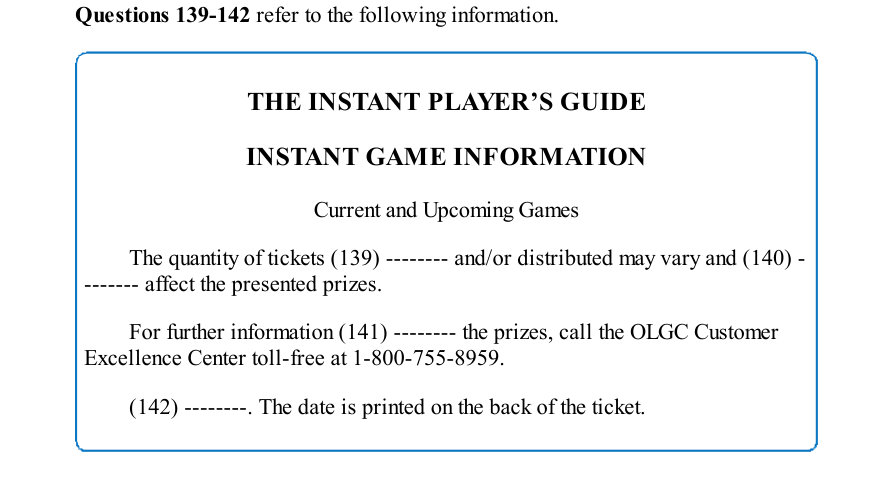 Questions 139-142 refer to the following information.
THE INSTANT PLAYER’S GUIDE
INSTANT GAME INFORMATION
Current and Upcoming Games
The quantity of tickets (139) -------- and/or distributed may vary and (140) -
------- affect the presented prizes.
For further information (141) -------- the prizes, call the OLGC Customer
Excellence Center toll-free at 1-800-755-8959.
(142) --------. The date is printed on the back of the ticket.